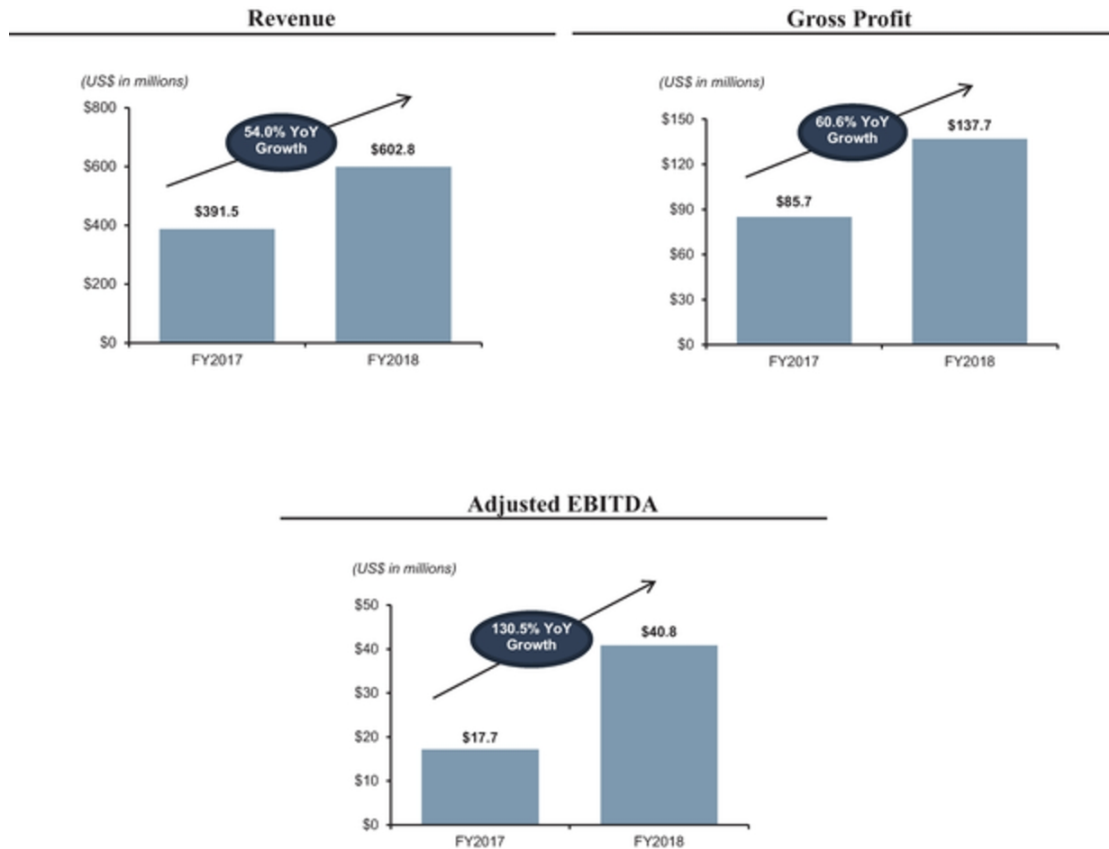 Revenue
(US$ in millions)
$800
$600
$400
$200
$0
54.0% YoY
Growth
$391.5
$602.8
FY2017
FY2018
Gross Profit
(US$ in millions)
$150
$120
$90
$60
$30
$0
60.6% YoY
Growth
$85.7
$137.7
FY2017
FY2018
Adjusted EBITDA
(US$ in millions)
$50
$40
$30
$20
$10
$0
130.5% YoY
Growth
$17.7
$40.8
FY2017
FY2018